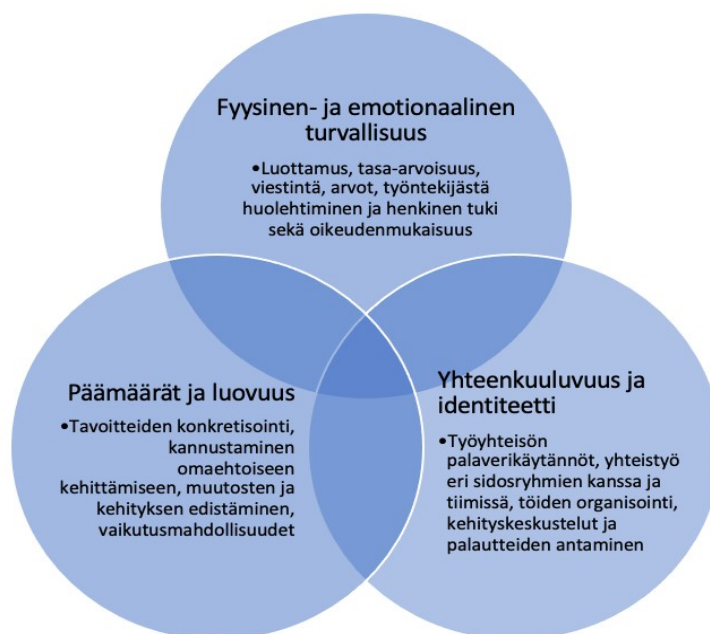 Fyysinen- ja emotionaalinen
turvallisuus
•Luottamus, tasa-arvoisuus,
viestintä, arvot, työntekijästä
huolehtiminen ja henkinen tuki
sekä oikeudenmukaisuus
Päämäärät ja luovuus
•Tavoitteiden konkretisointi,
kannustaminen
omaehtoiseen
kehittämiseen, muutosten ja
kehityksen edistäminen,
vaikutusmahdollisuudet
Yhteenkuuluvuus ja
identiteetti
•Työyhteisön
palaverikäytännöt, yhteistyö
eri sidosryhmien kanssa ja
tiimissä, töiden organisointi,
kehityskeskustelut ja
palautteiden antaminen